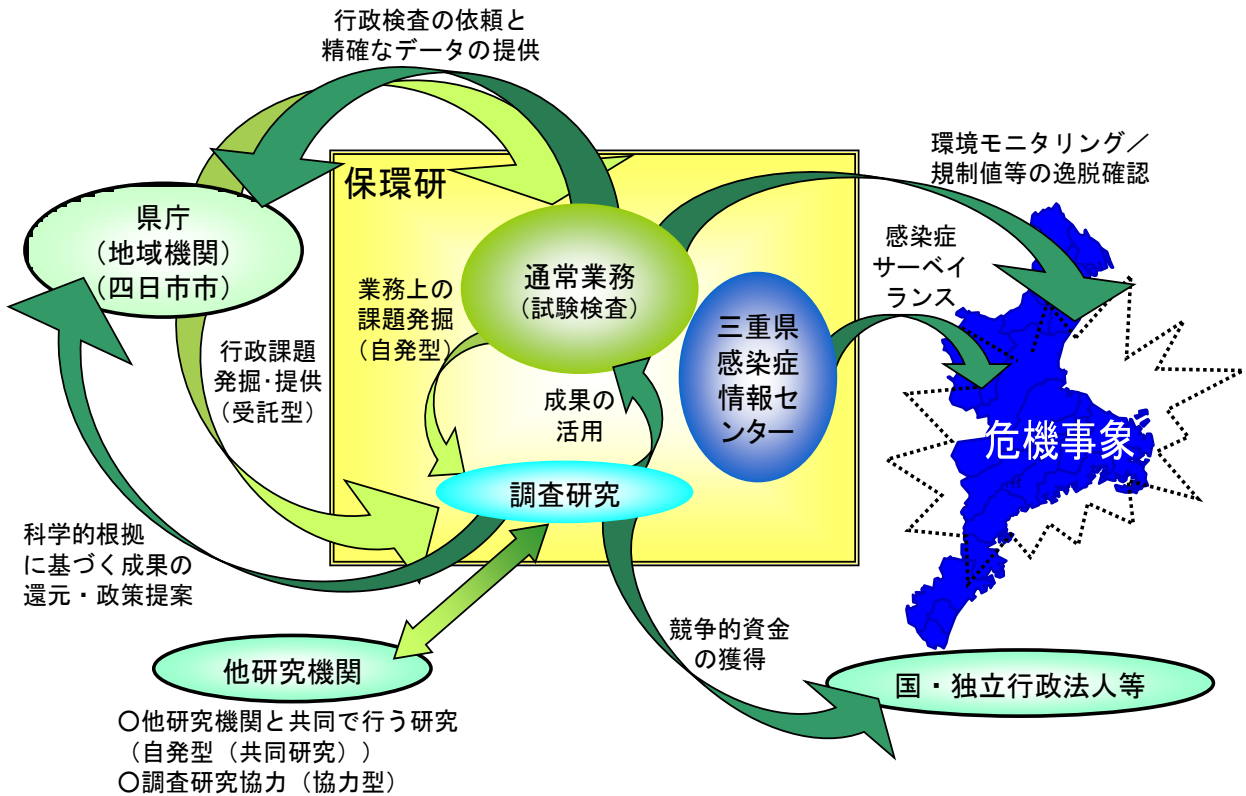 行政検査の依頼と
精確なデータの提供
環境モニタリング／
規制値等の逸脱確認
保環研
県庁
（地域機関）
（四日市市）
通常業務
（試験検査）
感染症
サーベイ
ランス
業務上の
課題発掘
（自発型）
三重県
感染症
情報セ
ンター
行政課題
発掘・提供
（受託型）
成果の
活用
危機事象
調査研究
科学的根拠
に基づく成果の
還元・政策提案
競争的資金
の獲得
他研究機関
国・独立行政法人等
〇他研究機関と共同で行う研究
（自発型（共同研究））
〇調査研究協力（協力型）